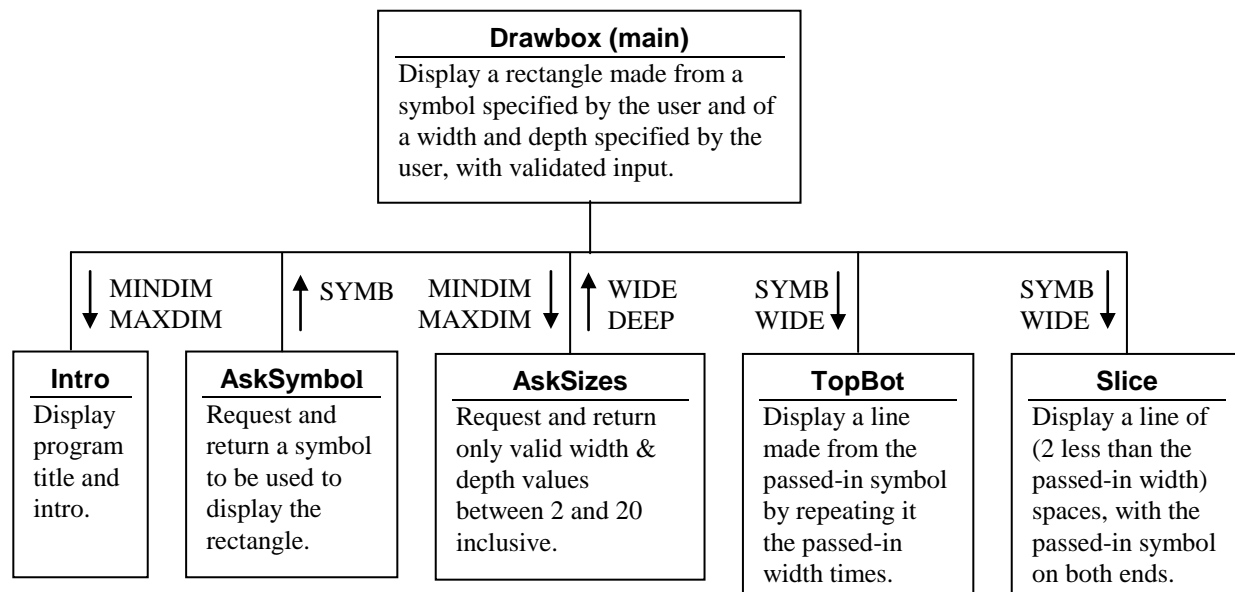 Drawbox (main)
Display a rectangle made from a
symbol specified by the user and of
a width and depth specified by the
user, with validated input.
MINDIM
MAXDIM
SYMB
MINDIM
MAXDIM
WIDE
DEEP
SYMB
WIDE
SYMB
WIDE
Intro
Display
program
title and
intro.
AskSymbol
Request and
return a symbol
to be used to
display the
rectangle.
AskSizes
Request and return
only valid width &
depth values
between 2 and 20
inclusive.
TopBot
Display a line
made from the
passed-in symbol
by repeating it
the passed-in
width times.
Slice
Display a line of
(2 less than the
passed-in width)
spaces, with the
passed-in symbol
on both ends.